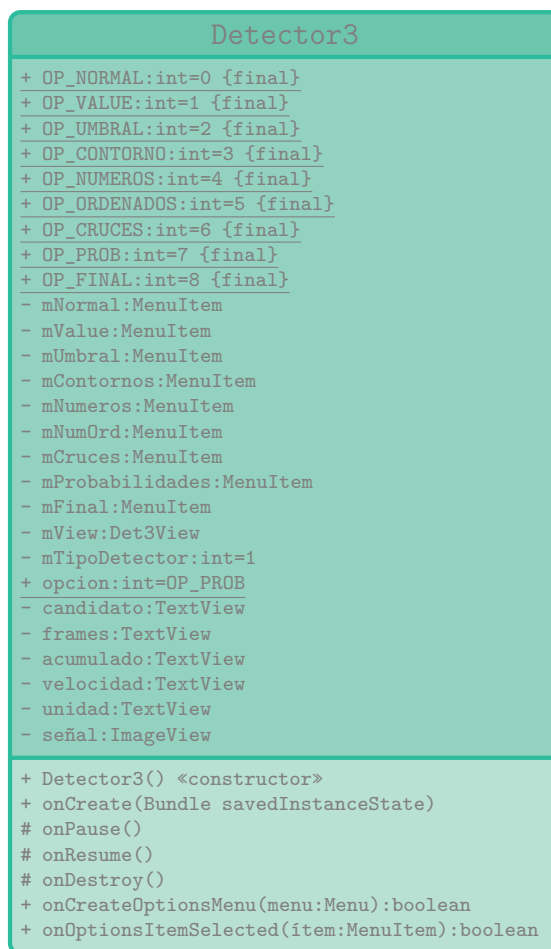 Detector3
+ OP_NORMAL:int=0 {final}
+ OP_VALUE:int=1 {final}
+ OP_UMBRAL:int=2 {final}
+ OP_CONTORNO:int=3 {final}
+ OP_NUMEROS:int=4 {final}
+ OP_ORDENADOS:int=5 {final}
+ OP_CRUCES:int=6 {final}
+ OP_PROB:int=7 {final}
+ OP_FINAL:int=8 {final}
- mNormal:MenuItem
- mValue:MenuItem
- mUmbral:MenuItem
- mContornos:MenuItem
- mNumeros:MenuItem
- mNumOrd:MenuItem
- mCruces:MenuItem
- mProbabilidades:MenuItem
- mFinal:MenuItem
- mView:Det3View
- mTipoDetector:int=1
+ opcion:int=OP_PROB
- candidato:TextView
- frames:TextView
- acumulado:TextView
- velocidad:TextView
- unidad:TextView
- señal:ImageView
+ Detector3() «constructor»
+ onCreate(Bundle savedInstanceState)
# onPause()
# onResume()
# onDestroy()
+ onCreateOptionsMenu(menu:Menu):boolean
+ onOptionsItemSelected(ítem:MenuItem):boolean